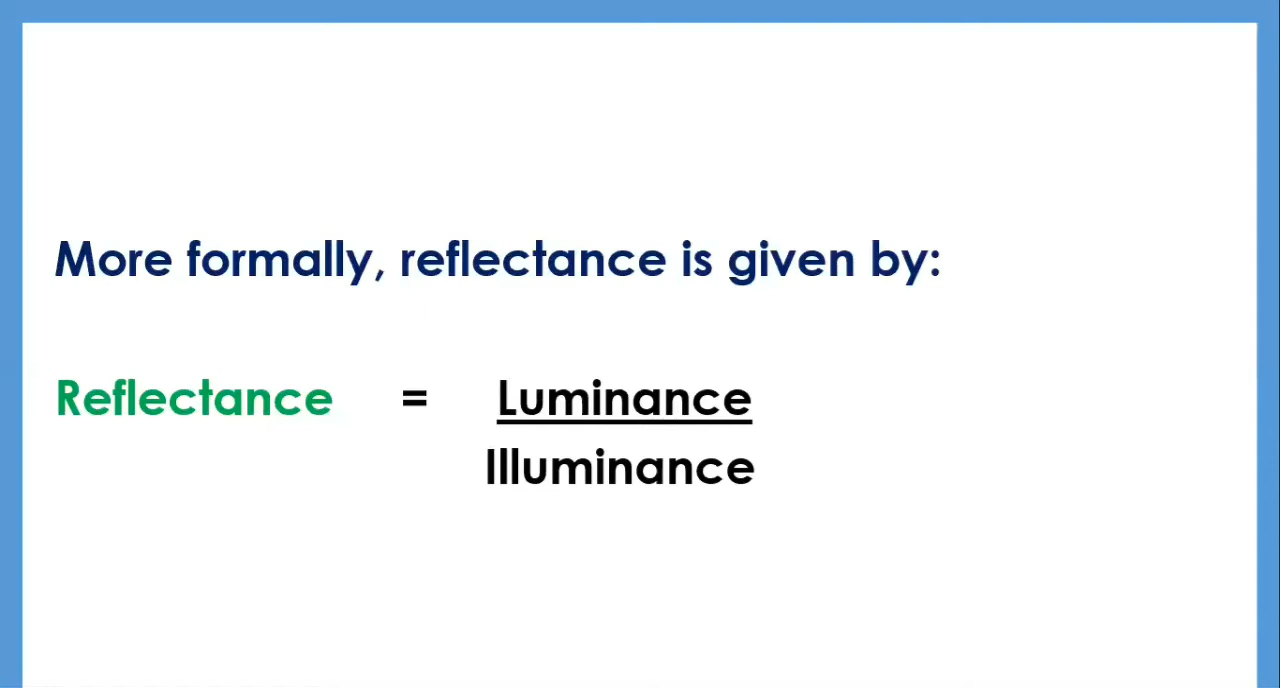 More formally, reflectance is given by:
Reflectance = Luminance
Illuminance